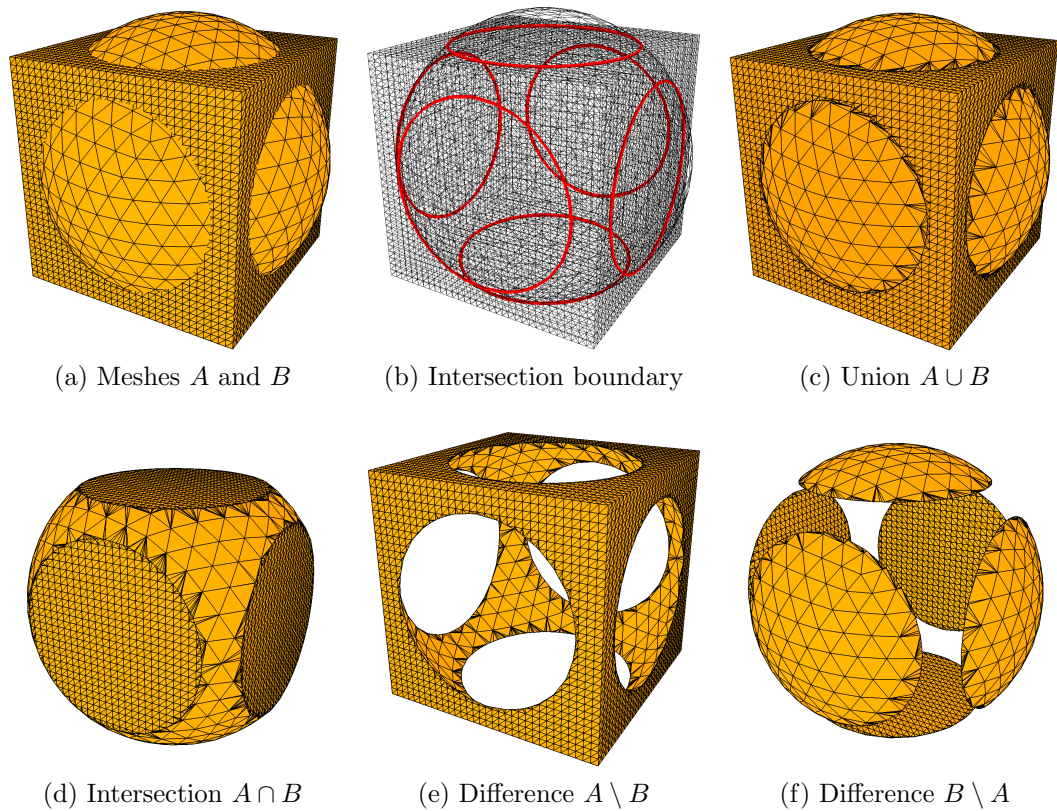 (a) Meshes A and B
(b) Intersection boundary
(c) Union A ∪ B
(d) Intersection A ∩ B
(e) Difference A \ B
(f) Difference B \ A